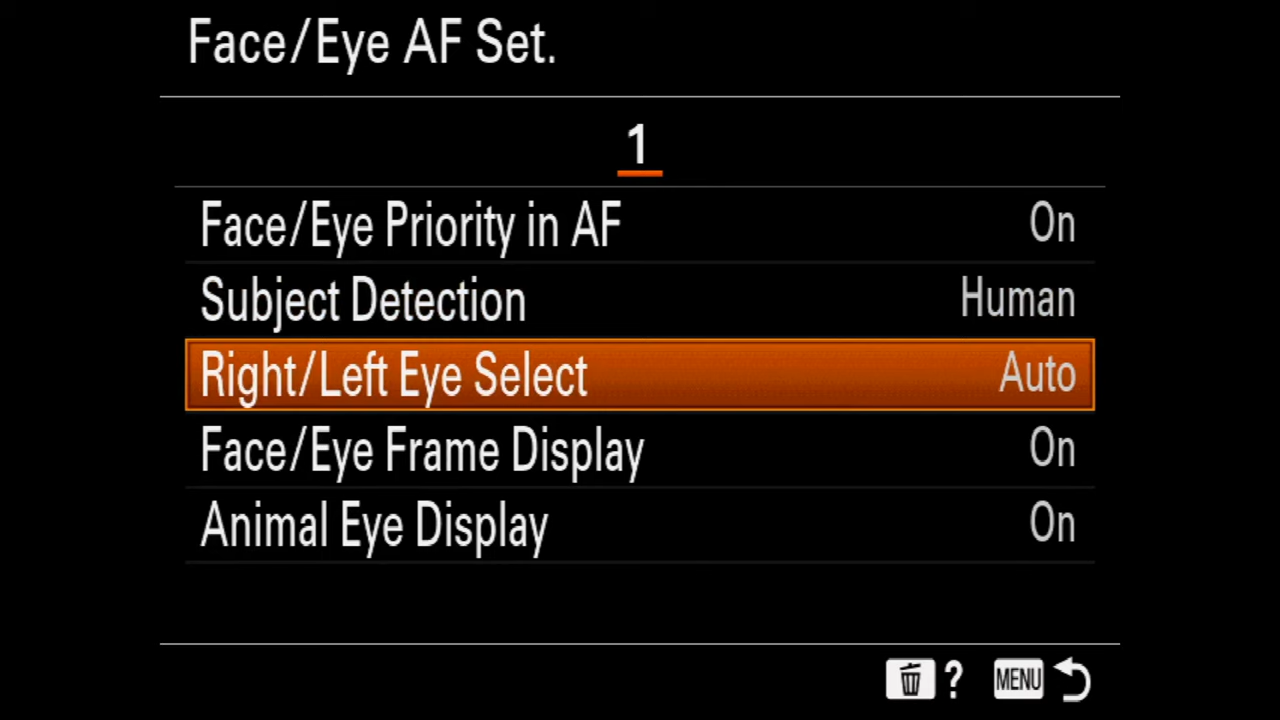 Face/Eye AF Set.
1
Face/Eye Priority in AF On
Subject Detection Human
Right/Left Eye Select Auto
Face/Eye Frame Display On
Animal Eye Display On
? MENU